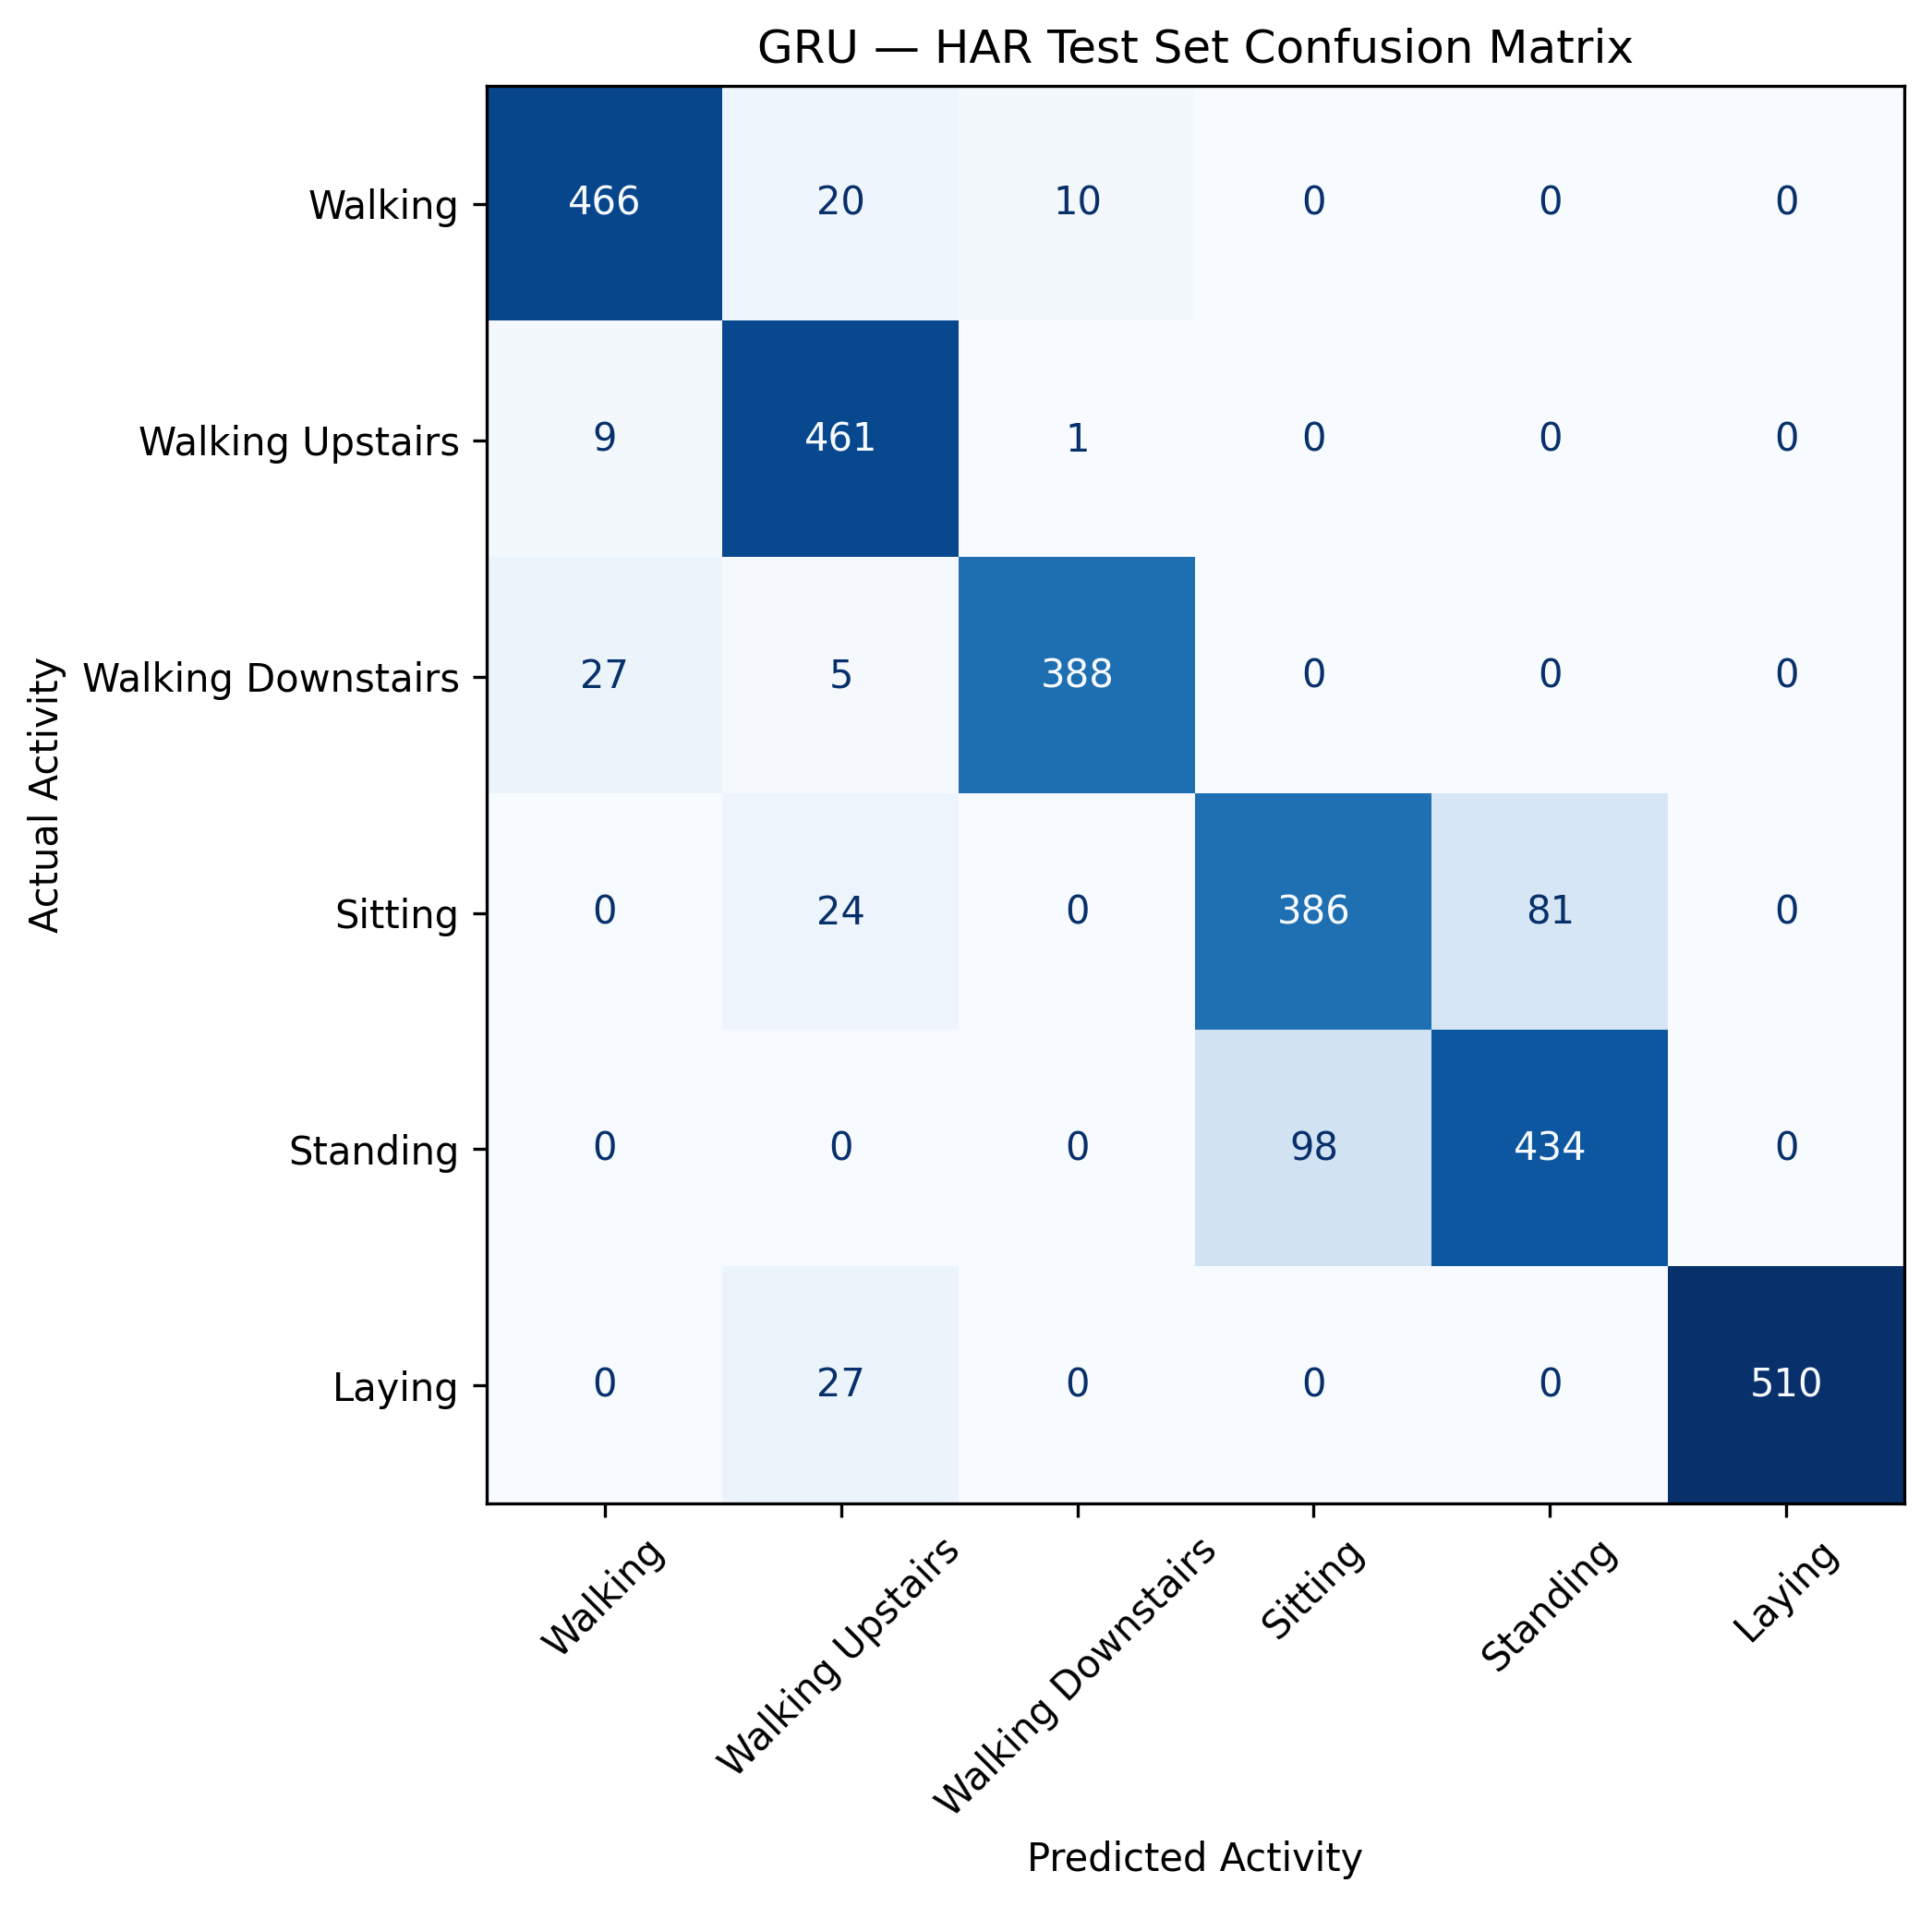 GRU — HAR Test Set Confusion Matrix
Walking 466 20 10 0 0 0
Walking Upstairs 9 461 1 0 0 0
Walking Downstairs 27 5 388 0 0 0
Sitting 0 24 0 386 81 0
Standing 0 0 0 98 434 0
Laying 0 27 0 0 0 510
Actual Activity
Walking Walking Upstairs Walking Downstairs Sitting Standing Laying
Predicted Activity